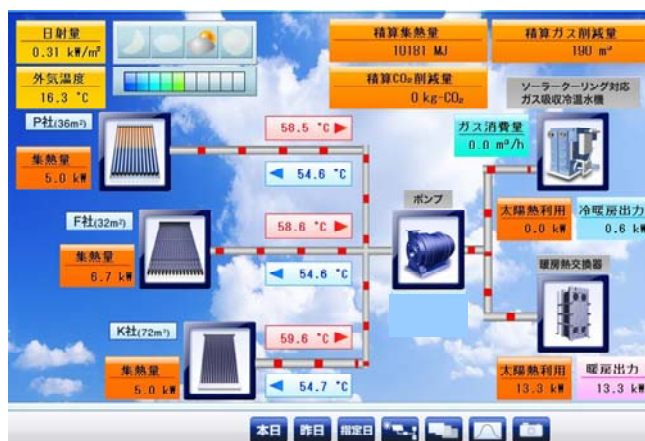 日射量
0.31 kW/m²
外気温度
16.3 °C
積算集熱量
10181 MJ
積算ガス削減量
190 m³
積算CO₂削減量
0 kg-CO₂
ソーラークーリング対応
ガス吸収冷温水機
P社(36m²)
集熱量
5.0 kW
58.5 °C
54.6 °C
ガス消費量
0.0 m³/h
太陽熱利用
0.0 kW
冷暖房出力
0.6 kW
ポンプ
F社(32m²)
集熱量
6.7 kW
58.6 °C
54.6 °C
暖房熱交換器
K社(72m²)
集熱量
5.0 kW
59.6 °C
54.7 °C
太陽熱利用
13.3 kW
暖房出力
13.3 kW
本日
昨日
指定日